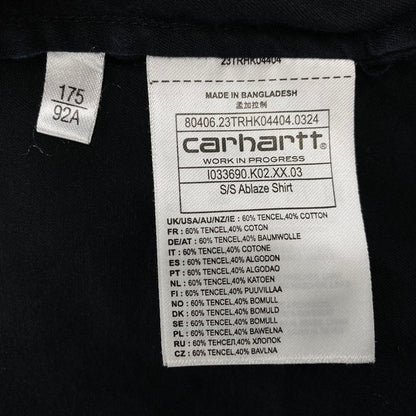 175
92A
23TRHK04404
MADE IN BANGLADESH
孟加拉制
80406.23TRHK04404.0324
carhartt
WORK IN PROGRESS
I033690.K02.XX.03
S/S Ablaze Shirt
UK/USA/AU/NZ/IE : 60% TENCEL,40% COTTON
FR : 60% TENCEL,40% COTON
DE/AT : 60% TENCEL,40% BAUMWOLLE
IT : 60% TENCEL,40% COTONE
ES : 60% TENCEL,40% ALGODON
PT : 60% TENCEL,40% ALGODAO
NL : 60% TENCEL,40% KATOEN
FI : 60% TENCEL,40% PUUVILLAA
NO : 60% TENCEL,40% BOMULL
DK : 60% TENCEL,40% BOMULD
SE : 60% TENCEL,40% BOMULL
PL : 60% TENCEL,40% BAWELNA
RU : 60% ТЕНСЕЛ,40% ХЛОПОК
CZ : 60% TENCEL,40% BAVLNA